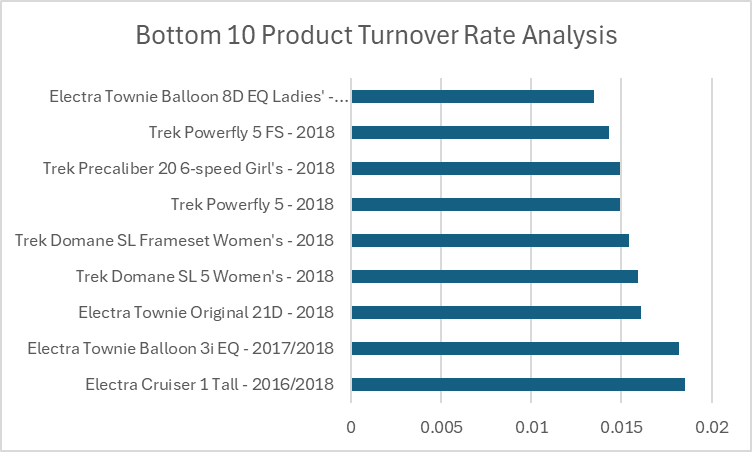 Bottom 10 Product Turnover Rate Analysis
Electra Townie Balloon 8D EQ Ladies' -...
Trek Powerfly 5 FS - 2018
Trek Precaliber 20 6-speed Girl's - 2018
Trek Powerfly 5 - 2018
Trek Domane SL Frameset Women's - 2018
Trek Domane SL 5 Women's - 2018
Electra Townie Original 21D - 2018
Electra Townie Balloon 3i EQ - 2017/2018
Electra Cruiser 1 Tall - 2016/2018
0 0.005 0.01 0.015 0.02